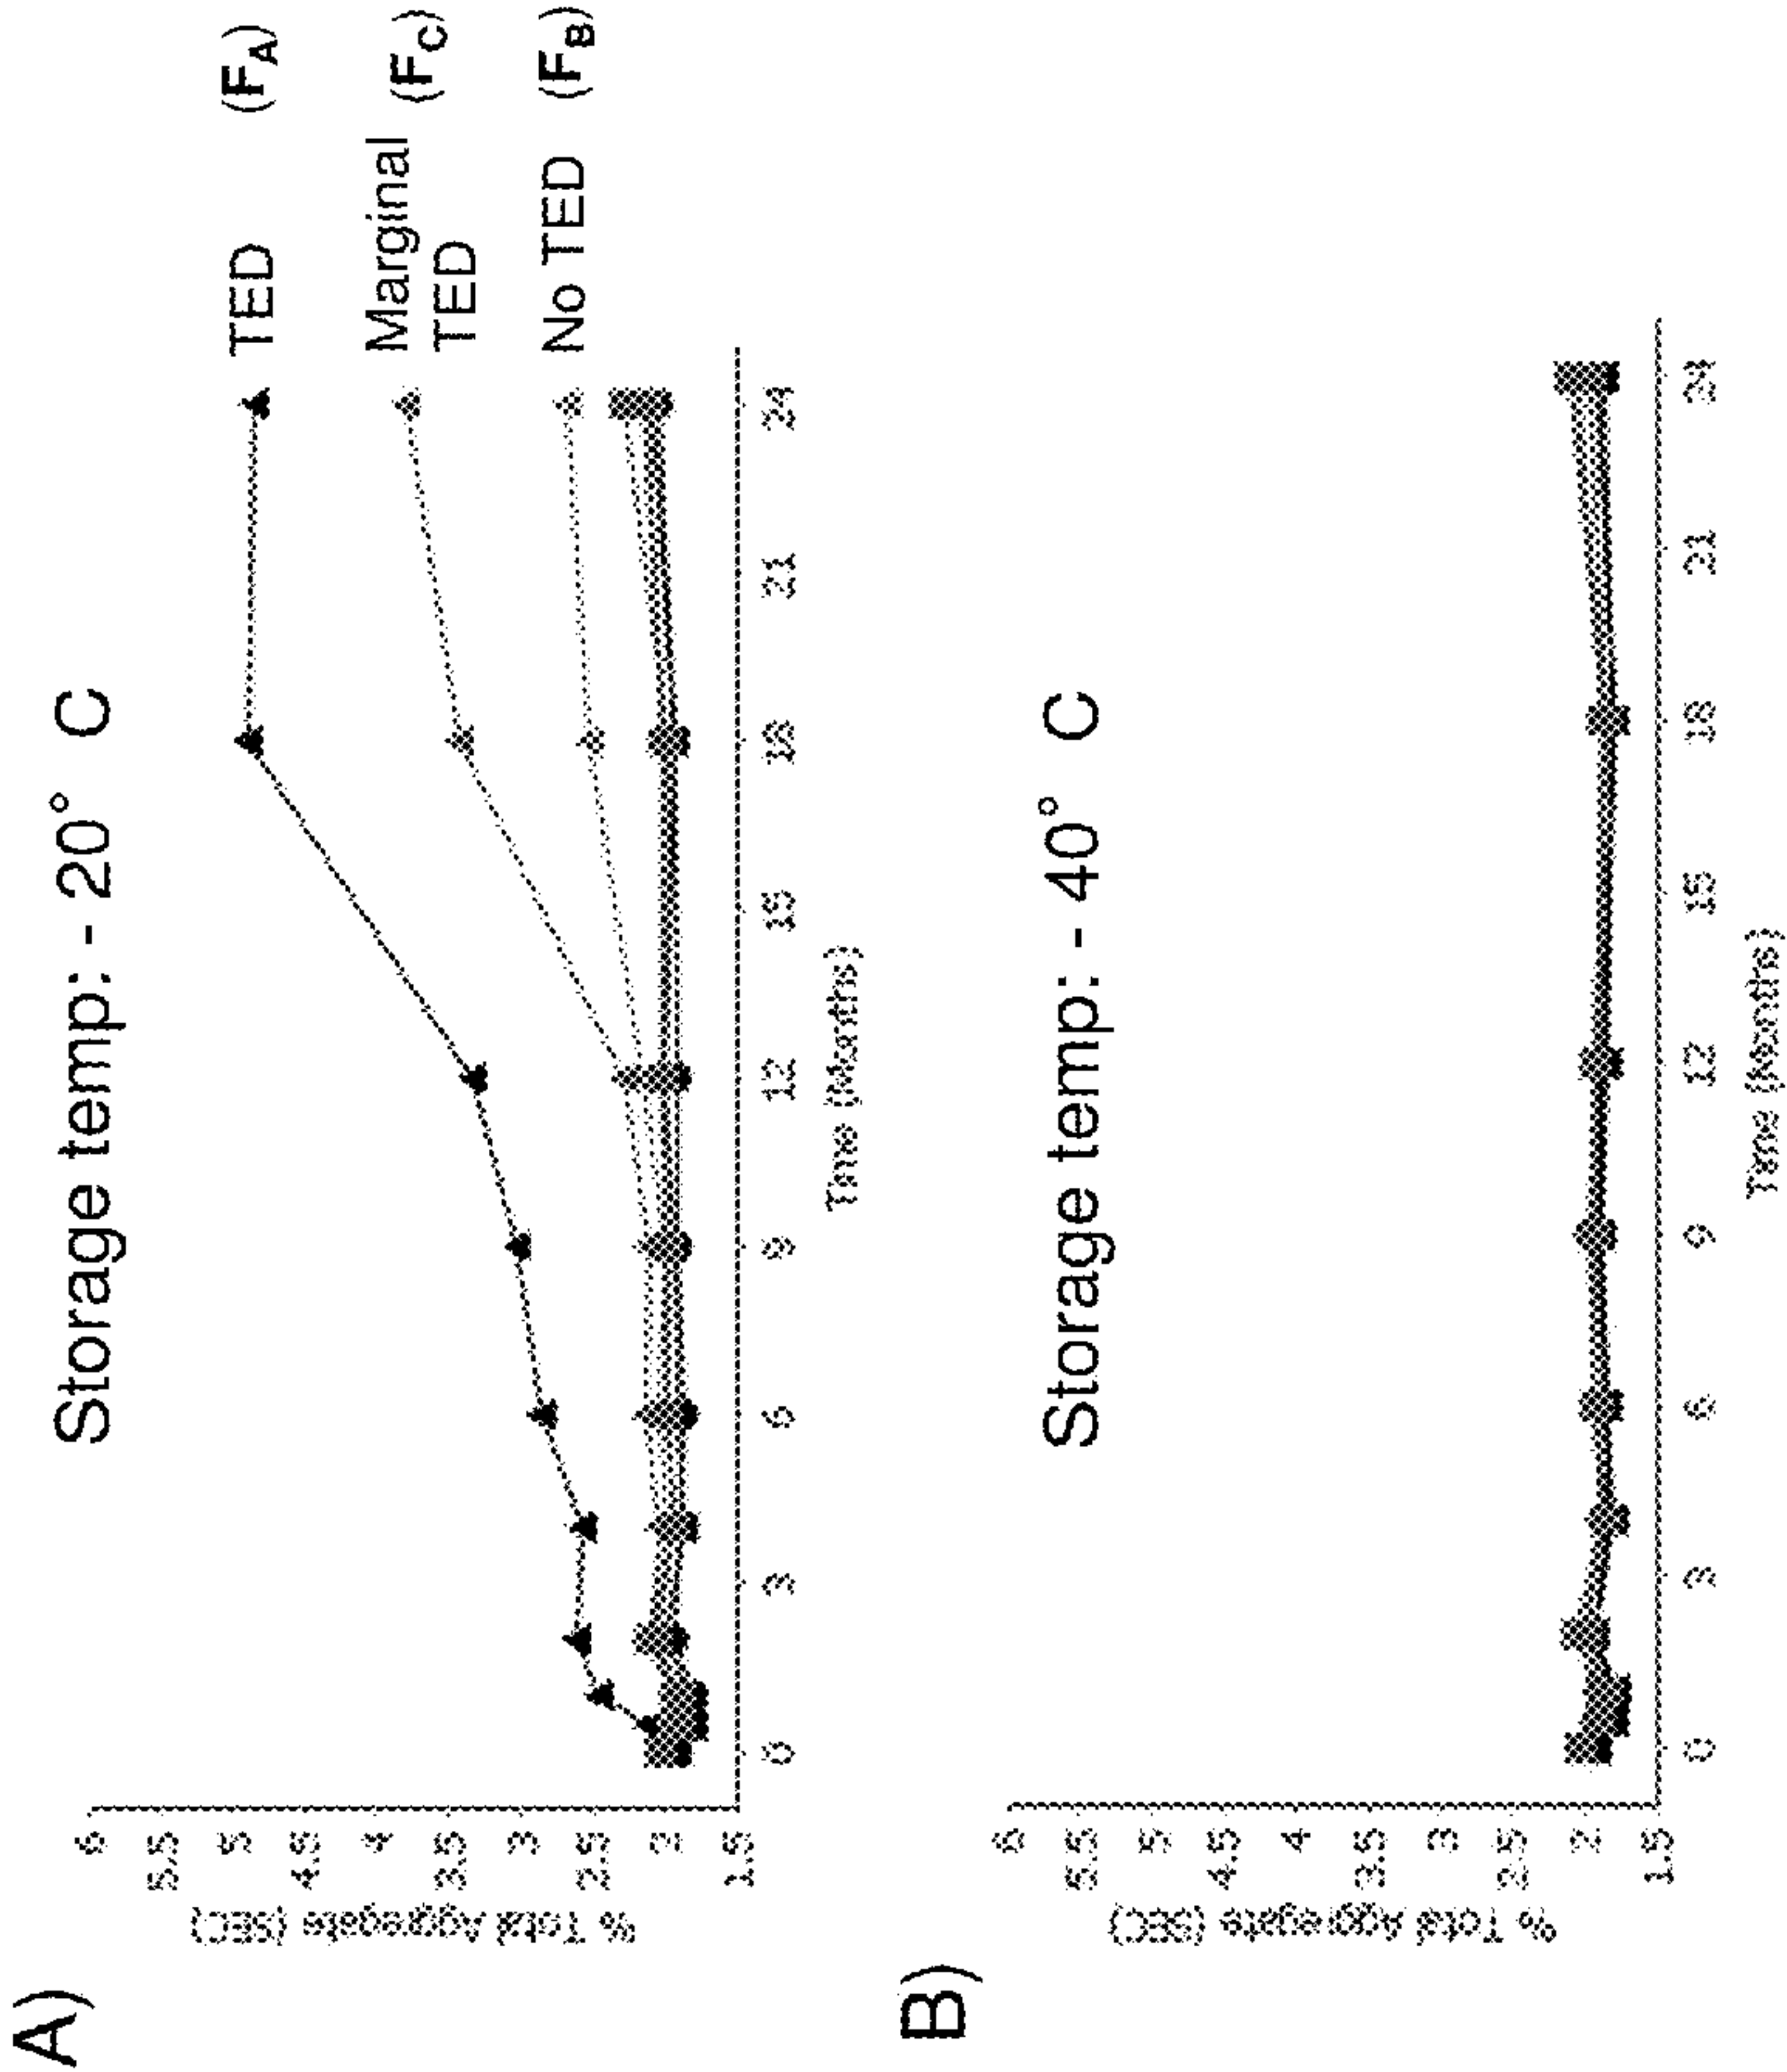 A)
Storage temp: - 20° C
% Total Aggregate (SEC)
6
5.5
5
4.5
4
3.5
3
2.5
2
1.5
0 3 6 9 12 15 18 21 24
Time (Months)
TED (FA)
Marginal (FC)
TED
No TED (FB)
B)
Storage temp: - 40° C
% Total Aggregate (SEC)
6
5.5
5
4.5
4
3.5
3
2.5
2
1.5
0 3 6 9 12 15 18 21 24
Time (Months)